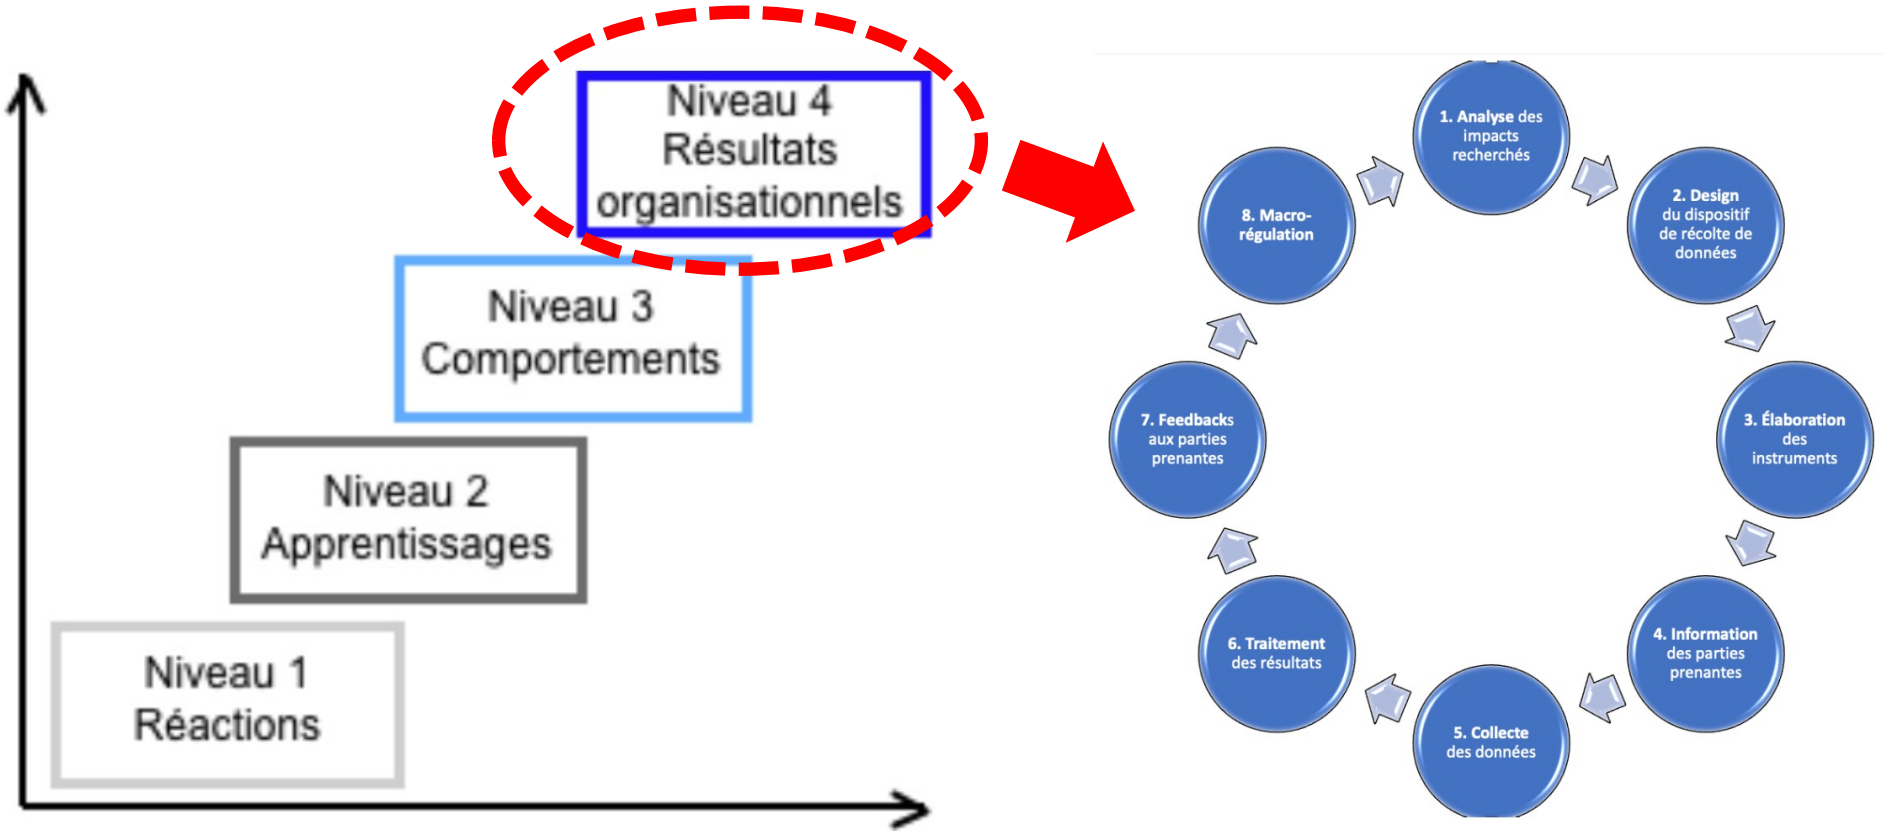 Niveau 4
Résultats
organisationnels
Niveau 3
Comportements
Niveau 2
Apprentissages
Niveau 1
Réactions
1. Analyse des
impacts
recherchés
2. Design
du dispositif
de récolte de
données
3. Élaboration
des
instruments
4. Information
des parties
prenantes
5. Collecte
des données
6. Traitement
des résultats
7. Feedbacks
aux parties
prenantes
8. Macro-
régulation